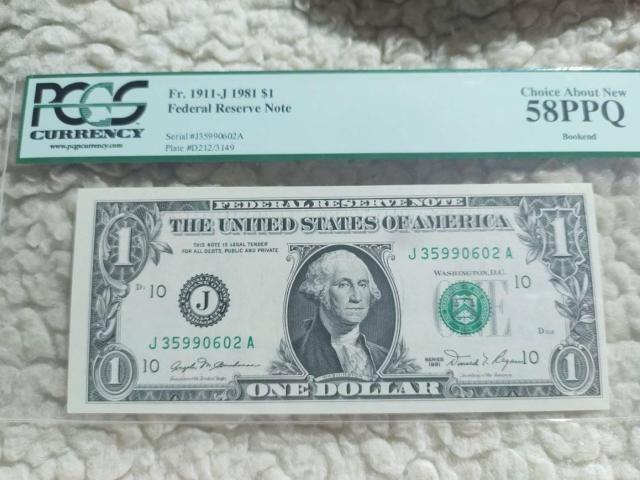 PCGS
CURRENCY
www.pcgscurrency.com
Fr. 1911-J 1981 $1
Federal Reserve Note
Serial #J35990602A
Plate #D212/3149
Choice About New
58PPQ
Bookend
FEDERAL RESERVE NOTE
THE UNITED STATES OF AMERICA
1
1
THIS NOTE IS LEGAL TENDER
FOR ALL DEBTS, PUBLIC AND PRIVATE
J 35990602 A
WASHINGTON, D.C.
10
10
J
ONE
J 35990602 A
10
10
SERIES
1981
1
1
ONE DOLLAR